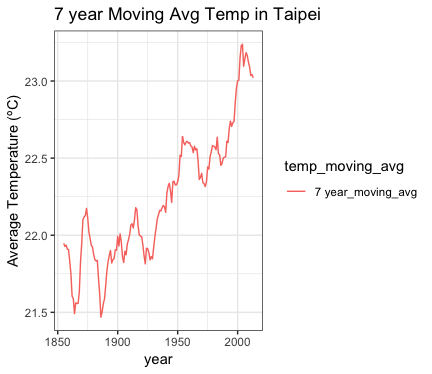 7 year Moving Avg Temp in Taipei
Average Temperature (ºC)
23.0
22.5
22.0
21.5
1850
1900
1950
2000
year
temp_moving_avg
7 year_moving_avg